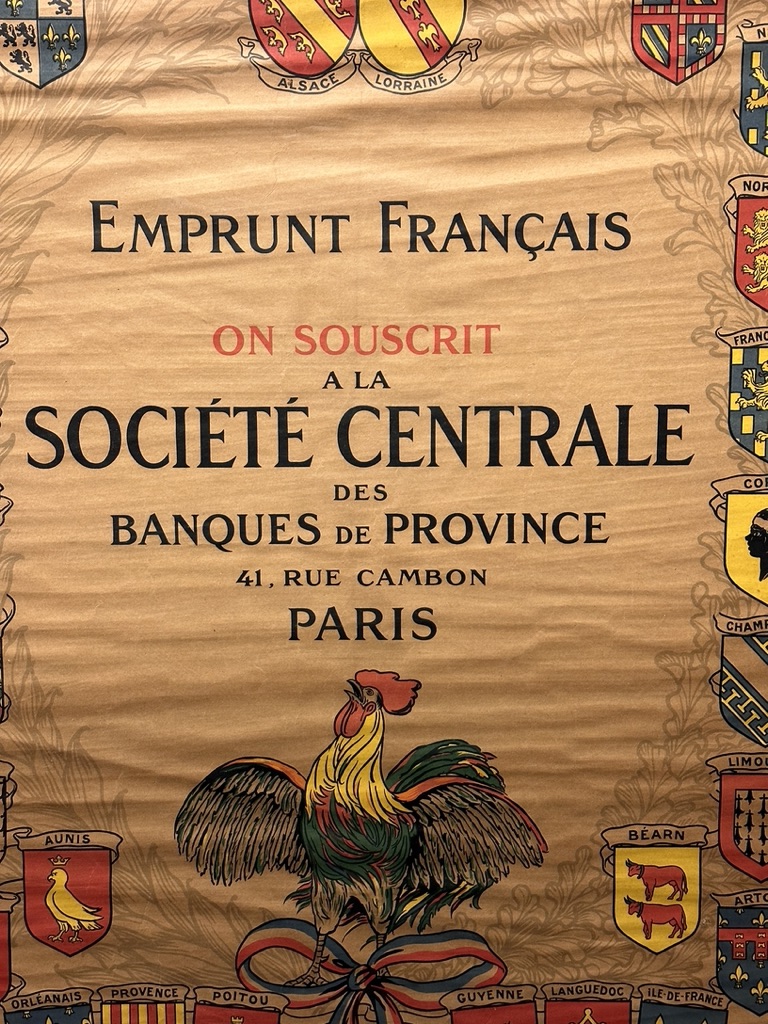 ALSACE LORRAINE
EMPRUNT FRANÇAIS
ON SOUSCRIT
A LA
SOCIÉTÉ CENTRALE
DES
BANQUES DE PROVINCE
41, RUE CAMBON
PARIS
AUNIS
BÉARN
ORLÉANAIS PROVENCE POITOU GUYENNE LANGUEDOC ILE-DE-FRANCE